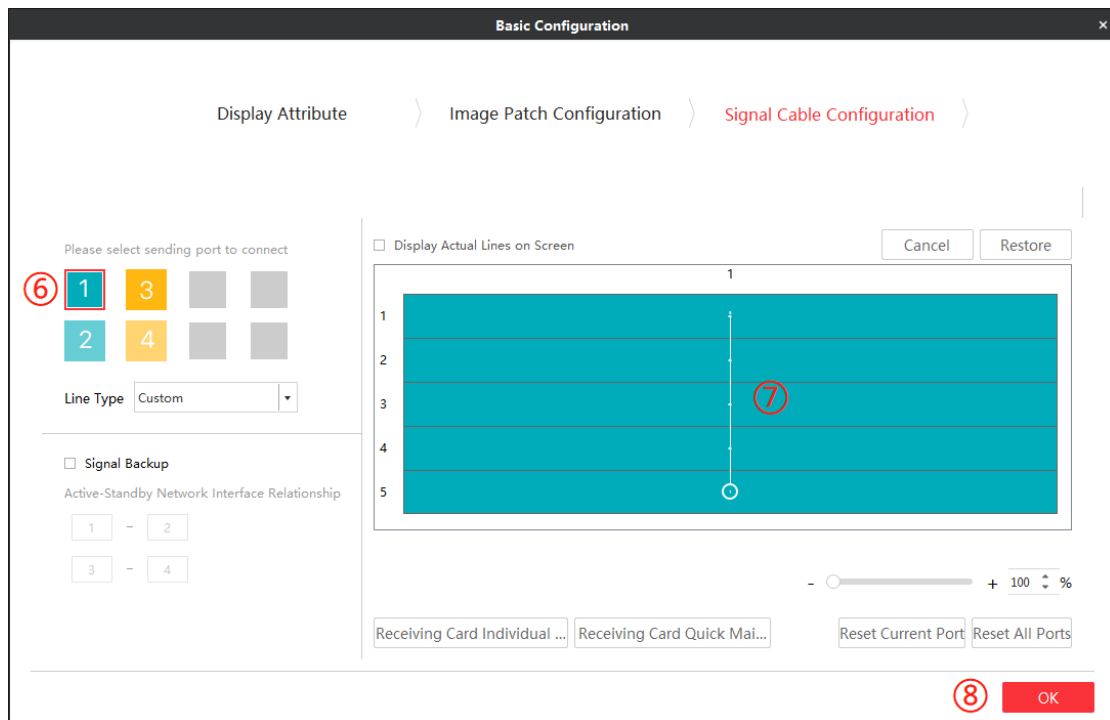 Basic Configuration ×
Display Attribute Image Patch Configuration Signal Cable Configuration
Please select sending port to connect
⑥ 1 3
2 4
Line Type Custom
Signal Backup
Active-Standby Network Interface Relationship
1 - 2
3 - 4
Display Actual Lines on Screen Cancel Restore
1
1
2
3 ⑦
4
5
- + 100 %
Receiving Card Individual ... Receiving Card Quick Mai... Reset Current Port Reset All Ports
⑧ OK